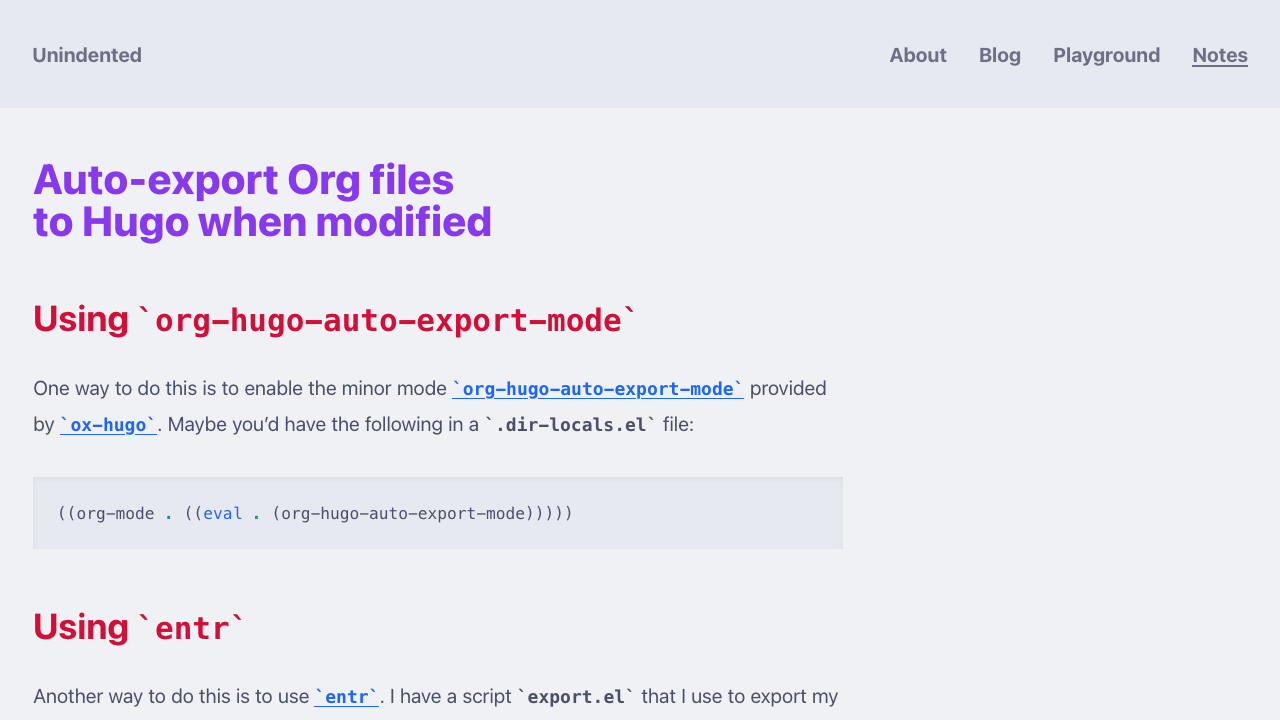 Unindented
About Blog Playground Notes
Auto-export Org files
to Hugo when modified
Using `org-hugo-auto-export-mode`
One way to do this is to enable the minor mode `org-hugo-auto-export-mode` provided
by `ox-hugo`. Maybe you’d have the following in a `.dir-locals.el` file:
((org-mode . ((eval . (org-hugo-auto-export-mode)))))
Using `entr`
Another way to do this is to use `entr`. I have a script `export.el` that I use to export my